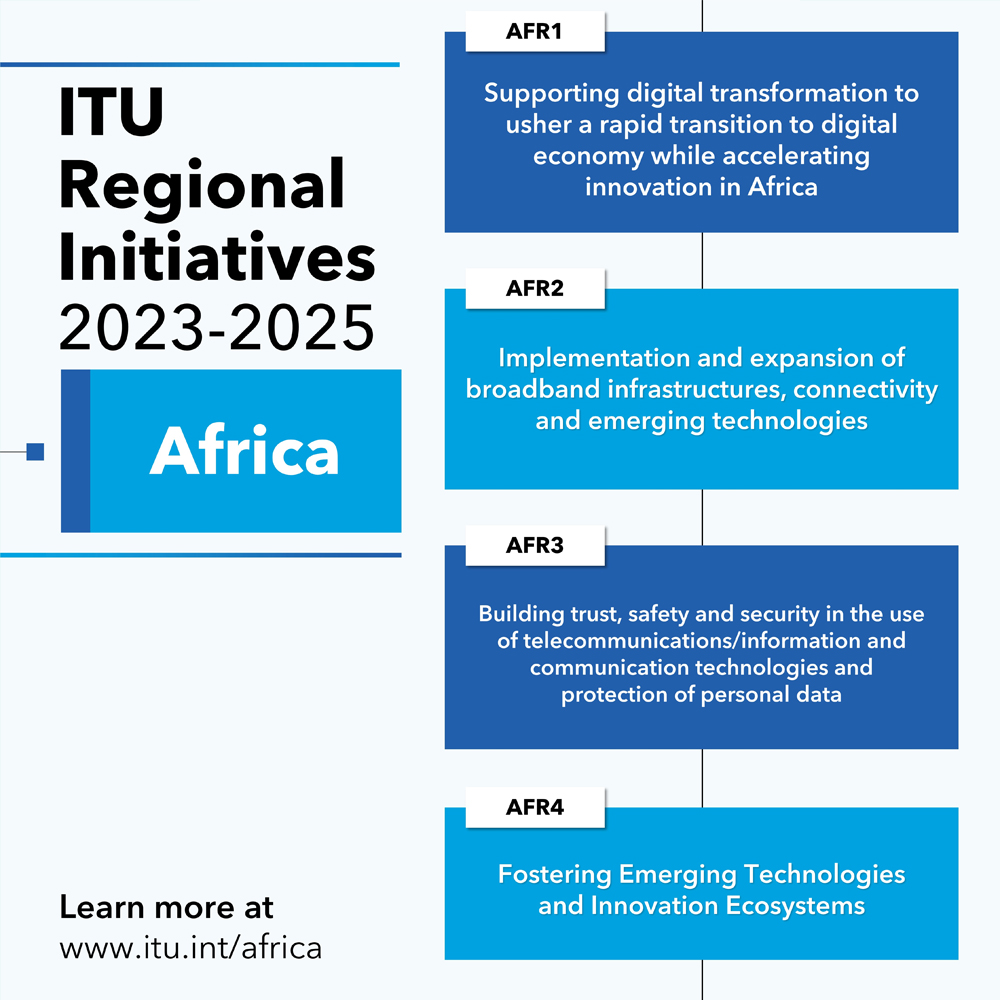 ITU
Regional
Initiatives
2023-2025
Africa
AFR1
Supporting digital transformation to
usher a rapid transition to digital
economy while accelerating
innovation in Africa
AFR2
Implementation and expansion of
broadband infrastructures, connectivity
and emerging technologies
AFR3
Building trust, safety and security in the use
of telecommunications/information and
communication technologies and
protection of personal data
AFR4
Fostering Emerging Technologies
and Innovation Ecosystems
Learn more at
www.itu.int/africa